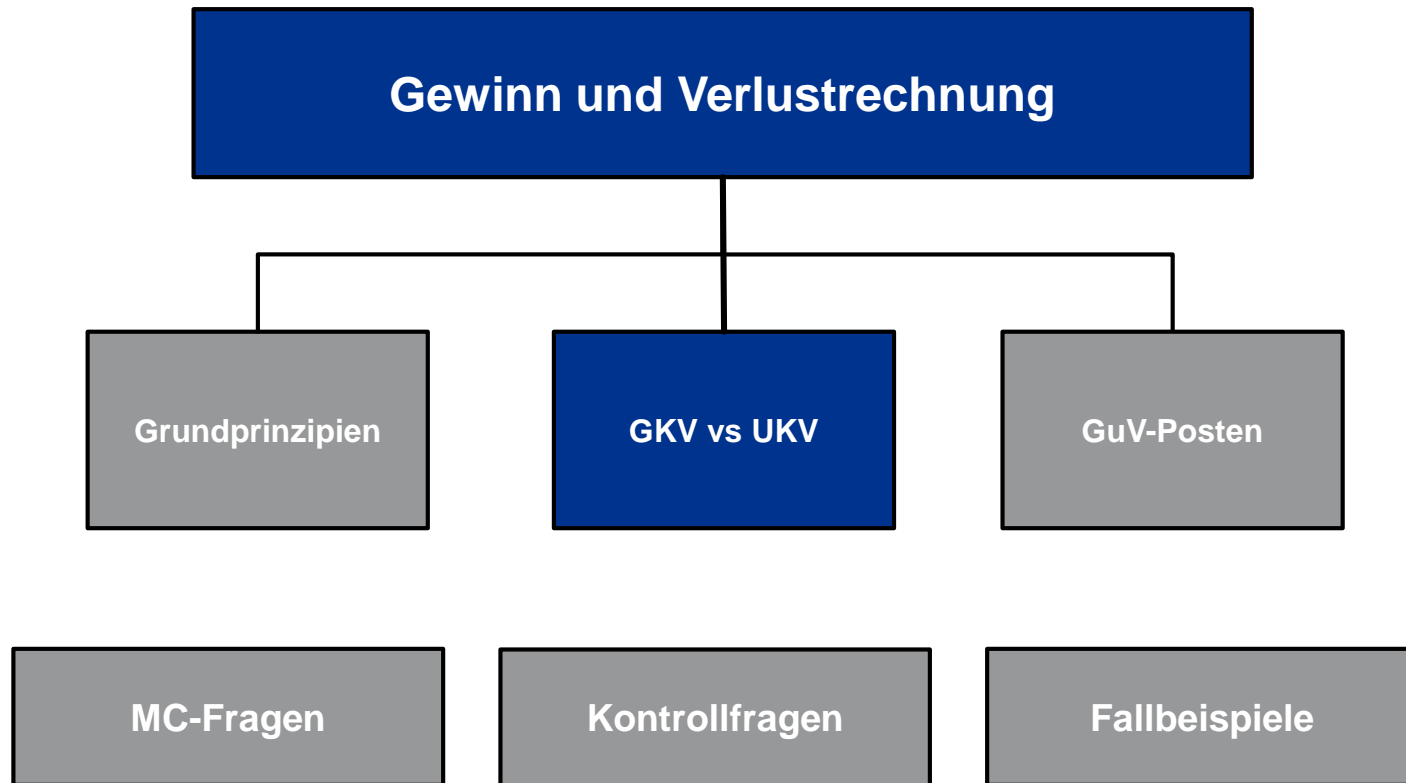 Gewinn und Verlustrechnung
Grundprinzipien
GKV vs UKV
GuV-Posten
MC-Fragen
Kontrollfragen
Fallbeispiele